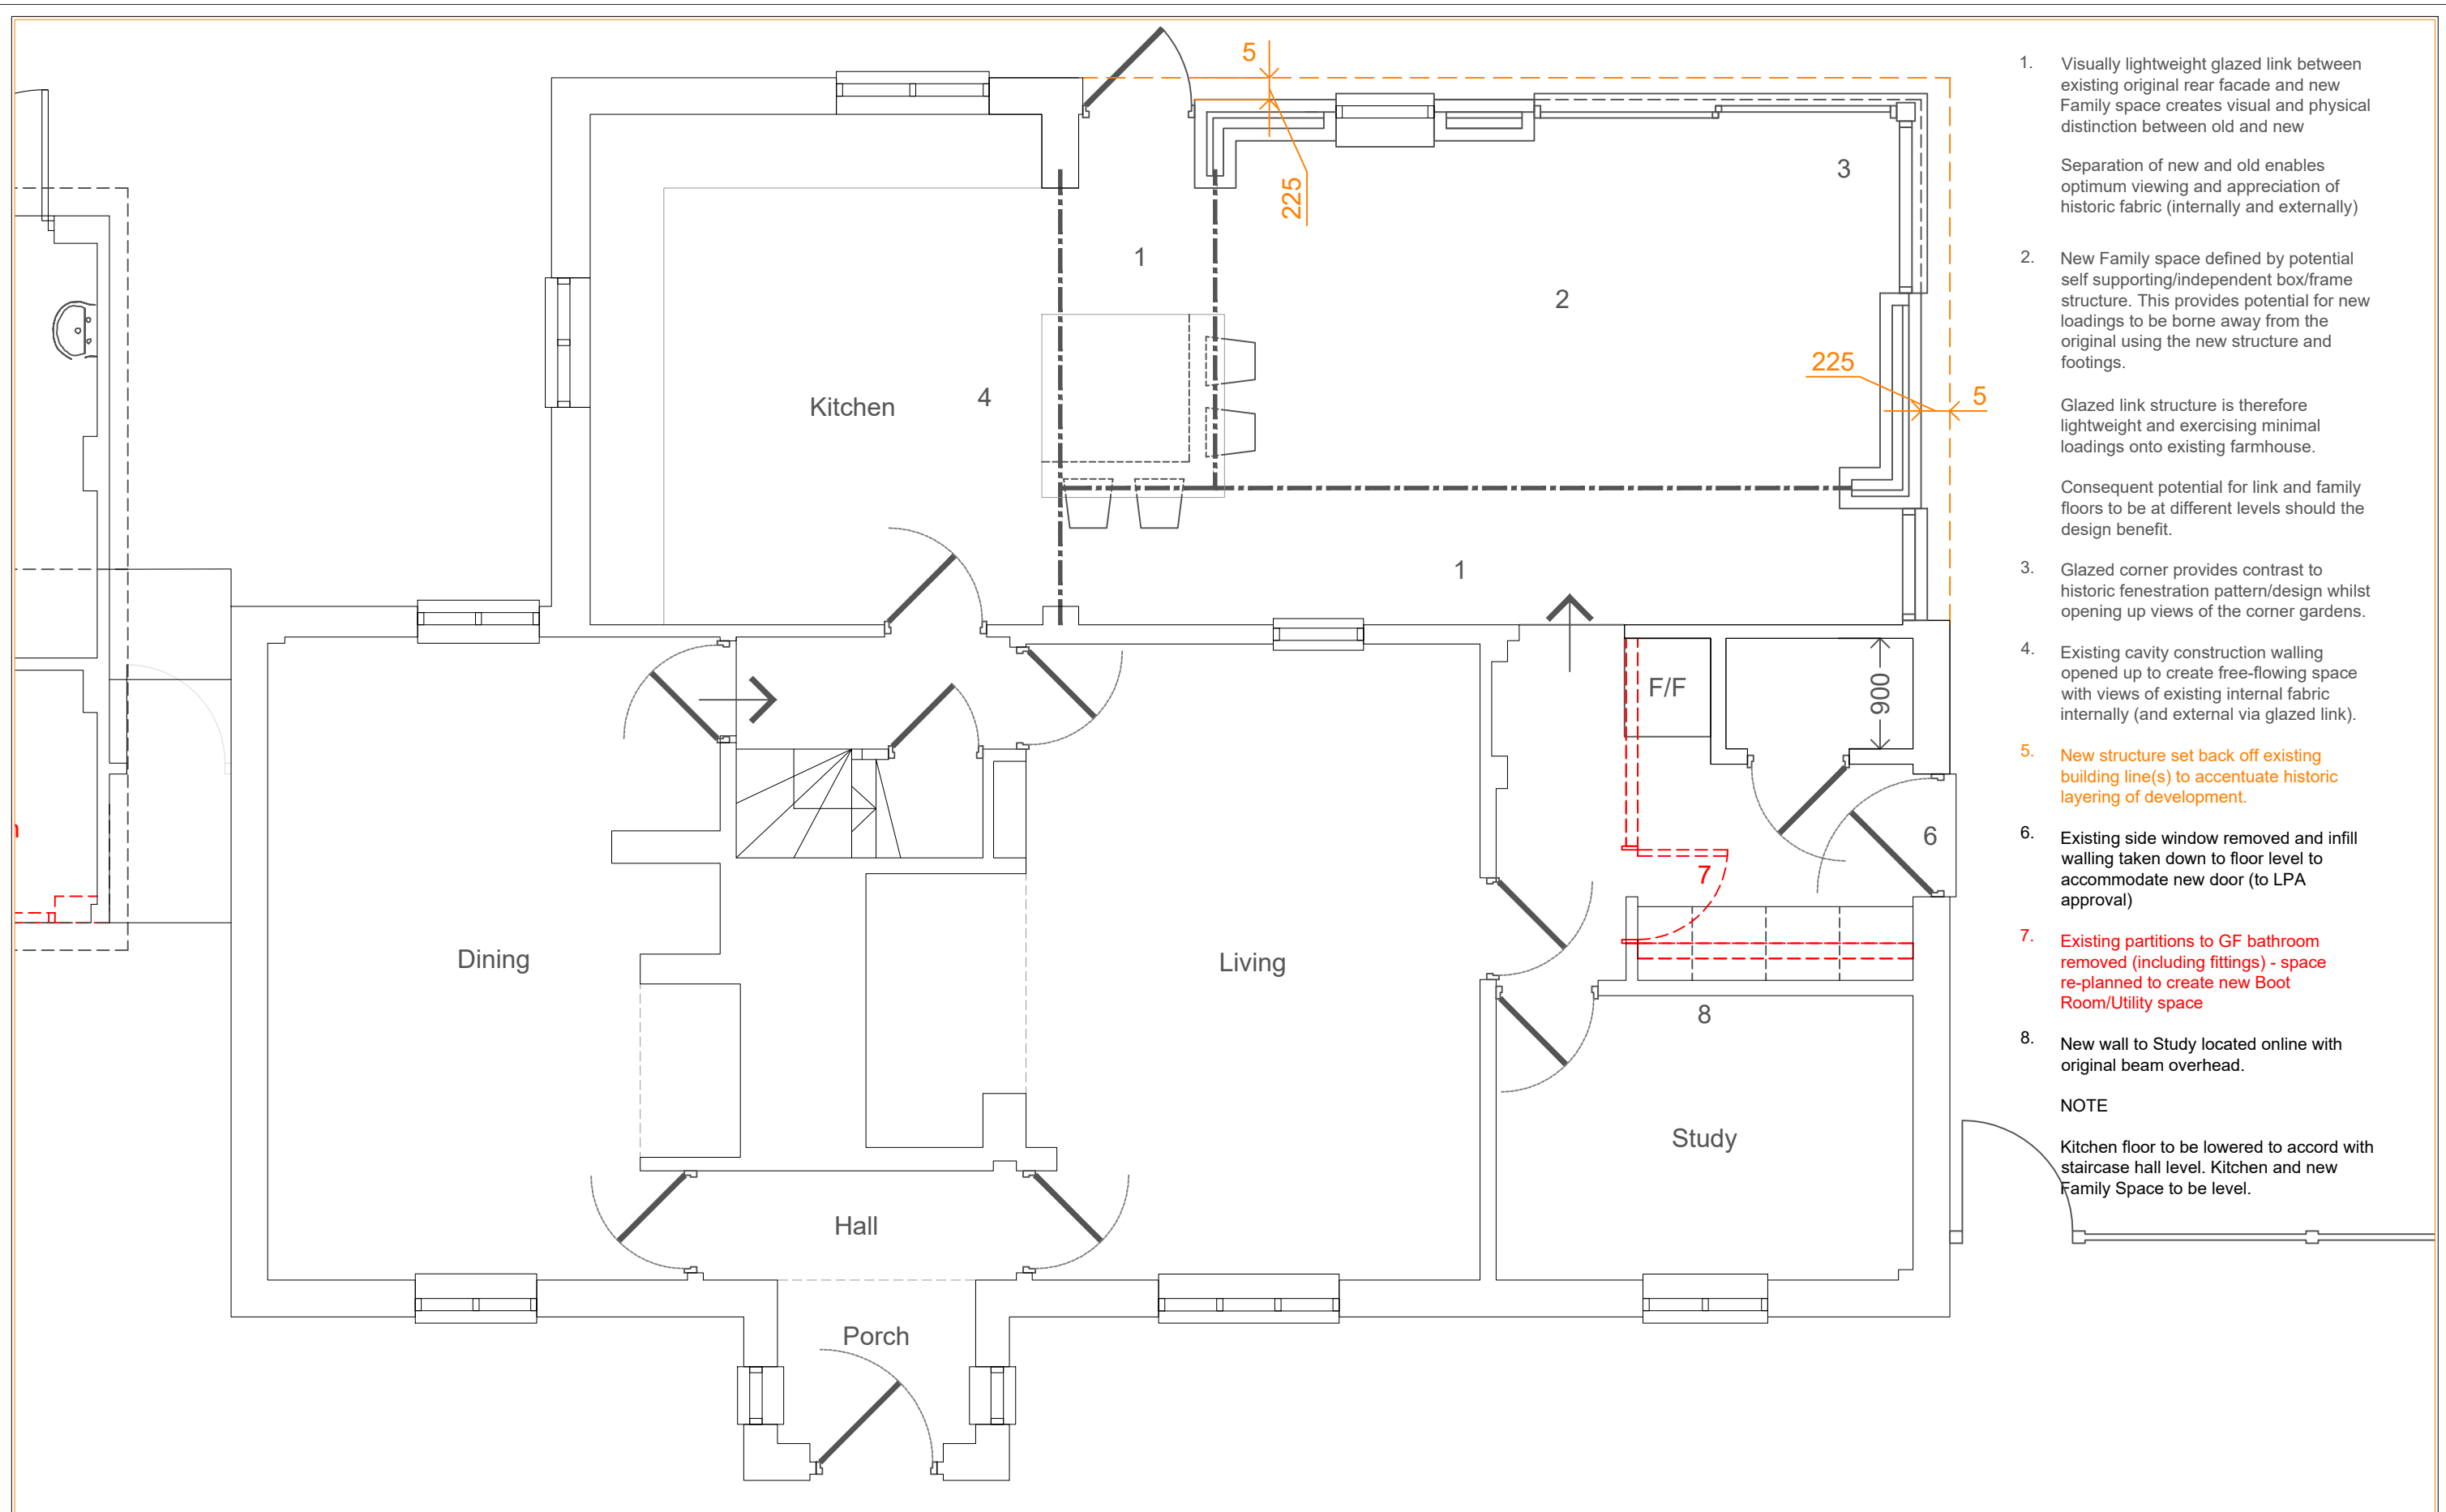 5
225
1
3
2
Kitchen
4
225
5
1
F/F
900
6
7
n
Dining
Living
8
Study
Hall
Porch
1. Visually lightweight glazed link between
existing original rear facade and new
Family space creates visual and physical
distinction between old and new
Separation of new and old enables
optimum viewing and appreciation of
historic fabric (internally and externally)
2. New Family space defined by potential
self supporting/independent box/frame
structure. This provides potential for new
loadings to be borne away from the
original using the new structure and
footings.
Glazed link structure is therefore
lightweight and exercising minimal
loadings onto existing farmhouse.
Consequent potential for link and family
floors to be at different levels should the
design benefit.
3. Glazed corner provides contrast to
historic fenestration pattern/design whilst
opening up views of the corner gardens.
4. Existing cavity construction walling
opened up to create free-flowing space
with views of existing internal fabric
internally (and external via glazed link).
5. New structure set back off existing
building line(s) to accentuate historic
layering of development.
6. Existing side window removed and infill
walling taken down to floor level to
accommodate new door (to LPA
approval)
7. Existing partitions to GF bathroom
removed (including fittings) - space
re-planned to create new Boot
Room/Utility space
8. New wall to Study located online with
original beam overhead.
NOTE
Kitchen floor to be lowered to accord with
staircase hall level. Kitchen and new
Family Space to be level.